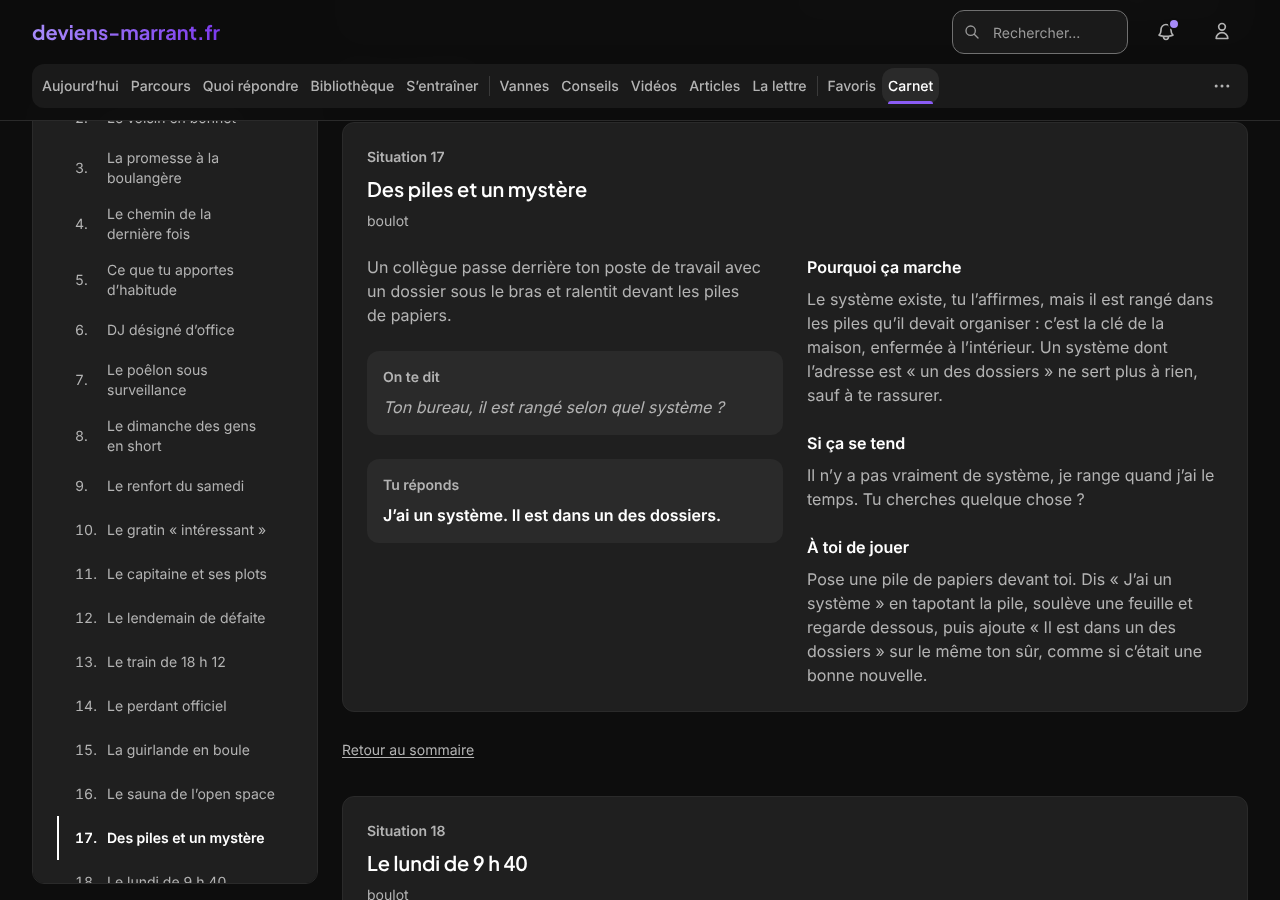 deviens-marrant.fr
Rechercher...
Aujourd’hui Parcours Quoi répondre Bibliothèque S’entraîner Vannes Conseils Vidéos Articles La lettre Favoris Carnet ...
3. La promesse à la
boulangère
4. Le chemin de la
dernière fois
5. Ce que tu apportes
d’habitude
6. DJ désigné d’office
7. Le poêlon sous
surveillance
8. Le dimanche des gens
en short
9. Le renfort du samedi
10. Le gratin « intéressant »
11. Le capitaine et ses plots
12. Le lendemain de défaite
13. Le train de 18 h 12
14. Le perdant officiel
15. La guirlande en boule
16. Le sauna de l’open space
17. Des piles et un mystère
18. Le lundi de 9 h 40
Situation 17
Des piles et un mystère
boulot
Un collègue passe derrière ton poste de travail avec
un dossier sous le bras et ralentit devant les piles
de papiers.
On te dit
Ton bureau, il est rangé selon quel système ?
Tu réponds
J’ai un système. Il est dans un des dossiers.
Pourquoi ça marche
Le système existe, tu l’affirmes, mais il est rangé dans
les piles qu’il devait organiser : c’est la clé de la
maison, enfermée à l’intérieur. Un système dont
l’adresse est « un des dossiers » ne sert plus à rien,
sauf à te rassurer.
Si ça se tend
Il n’y a pas vraiment de système, je range quand j’ai le
temps. Tu cherches quelque chose ?
À toi de jouer
Pose une pile de papiers devant toi. Dis « J’ai un
système » en tapotant la pile, soulève une feuille et
regarde dessous, puis ajoute « Il est dans un des
dossiers » sur le même ton sûr, comme si c’était une
bonne nouvelle.
Retour au sommaire
Situation 18
Le lundi de 9 h 40
boulot